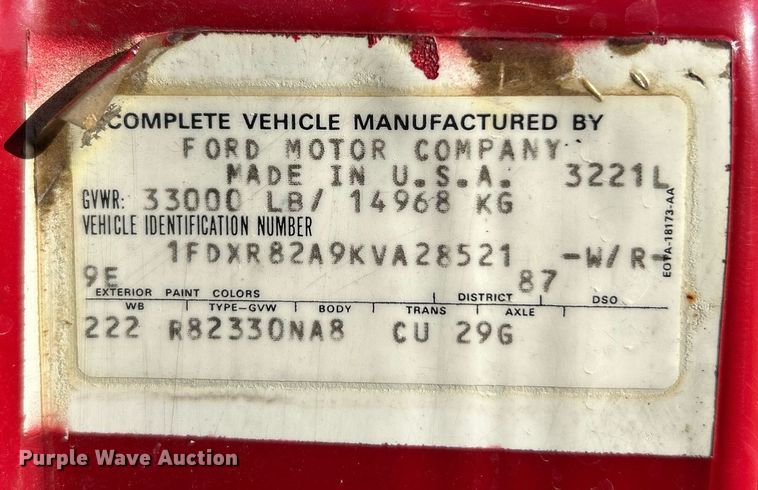 COMPLETE VEHICLE MANUFACTURED BY
FORD MOTOR COMPANY
MADE IN U.S.A. 3221L
GVWR: 33000 LB/ 14968 KG
VEHICLE IDENTIFICATION NUMBER
1FDXR82A9KVA28521 -W/R-
9E 87
EXTERIOR PAINT COLORS DISTRICT DSO
WB TYPE-GVW BODY TRANS AXLE
222 R82330NA8 CU 29G
EOTA-18173-AA
Purple Wave Auction